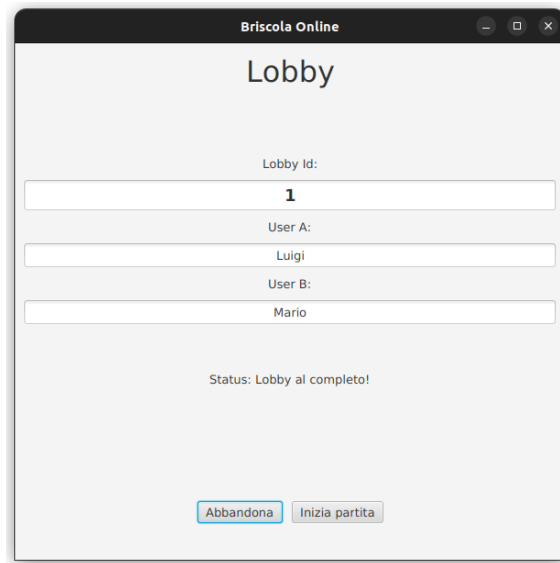 Briscola Online
Lobby
Lobby Id:
1
User A:
Luigi
User B:
Mario
Status: Lobby al completo!
Abbandona Inizia partita